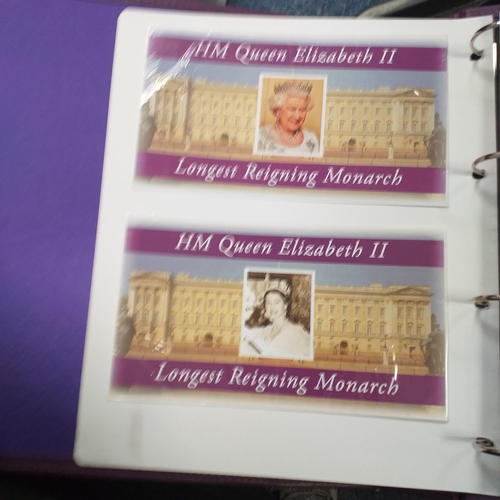 HM Queen Elizabeth II
Longest Reigning Monarch
HM Queen Elizabeth II
Longest Reigning Monarch